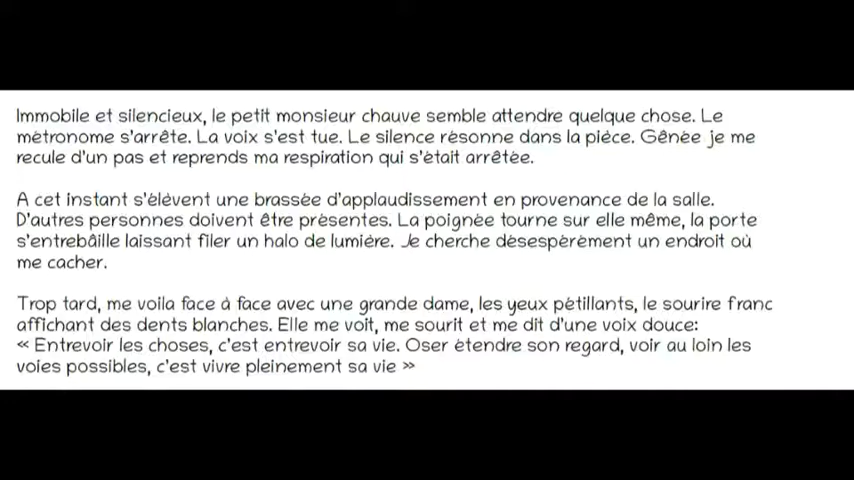 Immobile et silencieux, le petit monsieur chauve semble attendre quelque chose. Le
métronome s'arrête. La voix s'est tue. Le silence résonne dans la pièce. Gênée je me
recule d'un pas et reprends ma respiration qui s'était arrêtée.
A cet instant s'élèvent une brassée d'applaudissement en provenance de la salle.
D'autres personnes doivent être présentes. La poignée tourne sur elle même, la porte
s'entrebâille laissant filer un halo de lumière. Je cherche désespérément un endroit où
me cacher.
Trop tard, me voila face à face avec une grande dame, les yeux pétillants, le sourire franc
affichant des dents blanches. Elle me voit, me sourit et me dit d'une voix douce:
« Entrevoir les choses, c'est entrevoir sa vie. Oser étendre son regard, voir au loin les
voies possibles, c'est vivre pleinement sa vie »